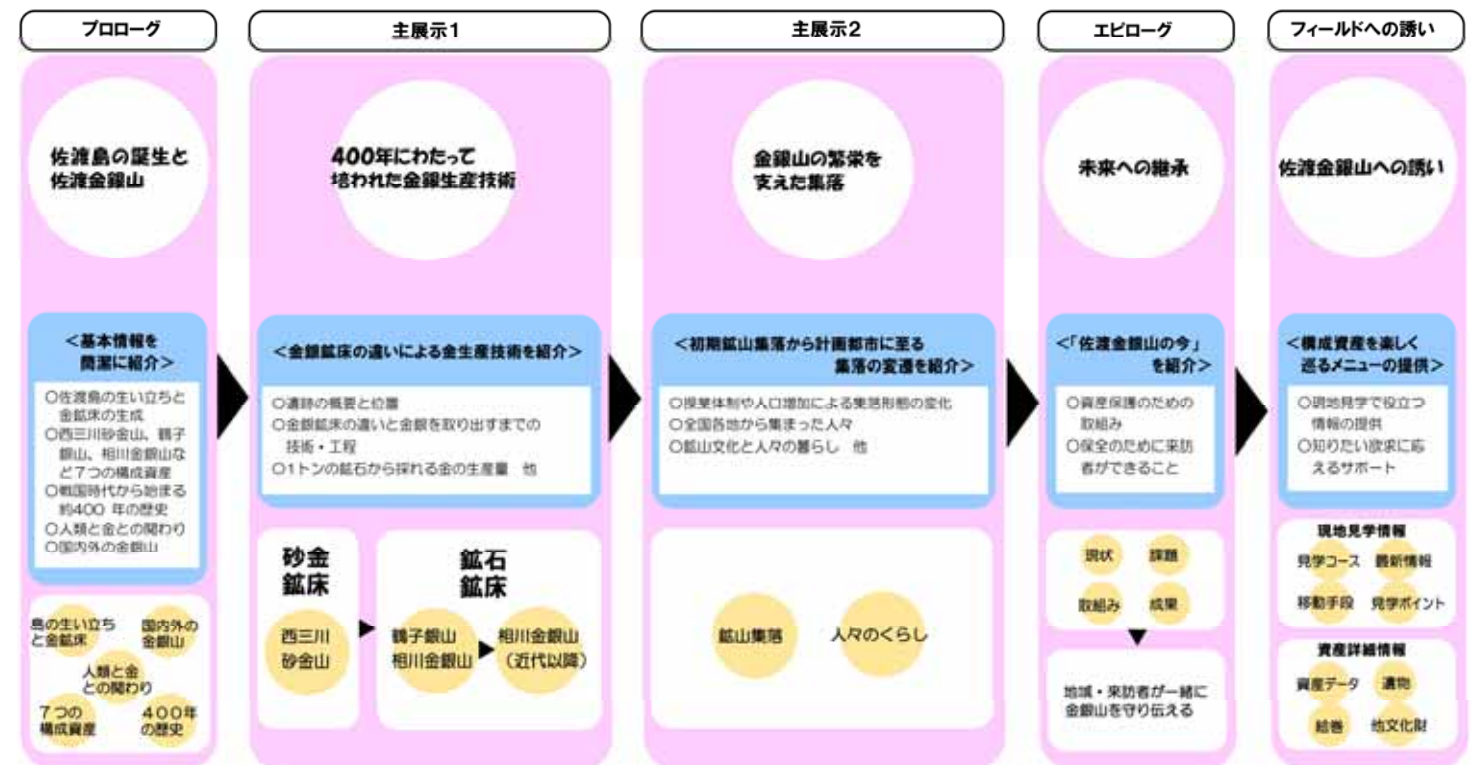 プロローグ
佐渡島の誕生と
佐渡金銀山
＜基本情報を
簡潔に紹介＞
○佐渡島の生い立ちと
金鉱床の生成
○西三川砂金山、鶴子
銀山、相川金銀山な
ど7つの構成資産
○戦国時代から始まる
約400 年の歴史
○人類と金との関わり
○国内外の金銀山
島の生い立ち
と金鉱床
国内外の
金銀山
人類と金
との関わり
７つの
構成資産
４００年
の歴史
主展示1
400年にわたって
培われた金銀生産技術
＜金銀鉱床の違いによる金生産技術を紹介＞
○遺跡の概要と位置
○金銀鉱床の違いと金銀を取り出すまでの
技術・工程
○1トンの鉱石から採れる金の生産量　他
砂金
鉱床
西三川
砂金山
鉱石
鉱床
鶴子銀山
相川金銀山
相川金銀山
（近代以降）
主展示2
金銀山の繁栄を
支えた集落
＜初期鉱山集落から計画都市に至る
集落の変遷を紹介＞
○操業体制や人口増加による集落形態の変化
○全国各地から集まった人々
○鉱山文化と人々の暮らし　他
鉱山集落
人々のくらし
エピローグ
未来への継承
＜「佐渡金銀山の今」
を紹介＞
○資産保護のための
取組み
○保全のために来訪
者ができること
現状
課題
取組み
成果
地域・来訪者が一緒に
金銀山を守り伝える
フィールドへの誘い
佐渡金銀山への誘い
＜構成資産を楽しく
巡るメニューの提供＞
○現地見学で役立つ
情報の提供
○知りたい欲求に応
えるサポート
現地見学情報
見学コース
最新情報
移動手段
見学ポイント
資産詳細情報
資産データ
遺物
絵巻
他文化財